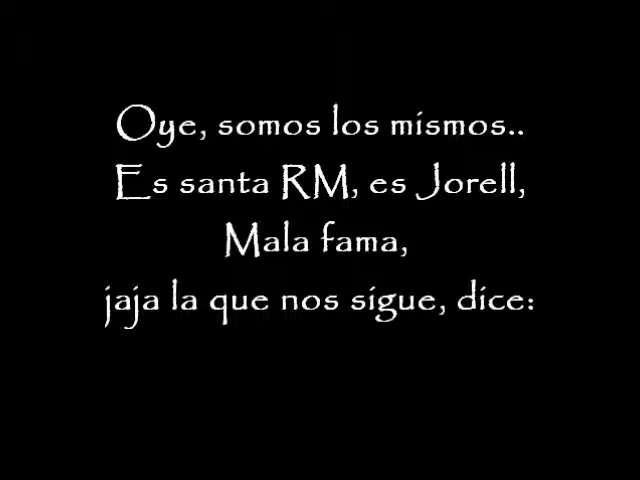 Oye, somos los mismos..
Es santa RM, es Jorell,
Mala fama,
jaja la que nos sigue, dice: